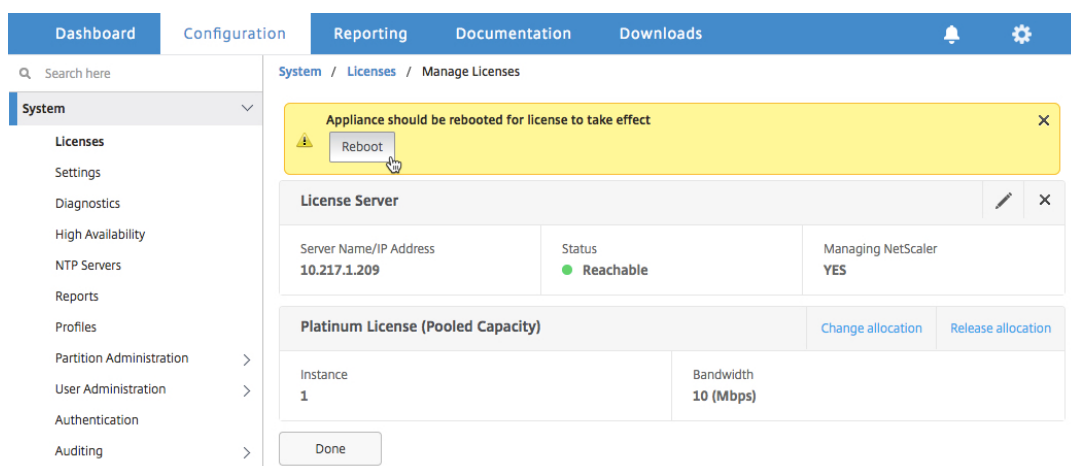 Dashboard Configuration Reporting Documentation Downloads
Search here
System
Licenses
Settings
Diagnostics
High Availability
NTP Servers
Reports
Profiles
Partition Administration
User Administration
Authentication
Auditing
System / Licenses / Manage Licenses
Appliance should be rebooted for license to take effect
Reboot
License Server
Server Name/IP Address Status Managing NetScaler
10.217.1.209 Reachable YES
Platinum License (Pooled Capacity) Change allocation Release allocation
Instance Bandwidth
1 10 (Mbps)
Done